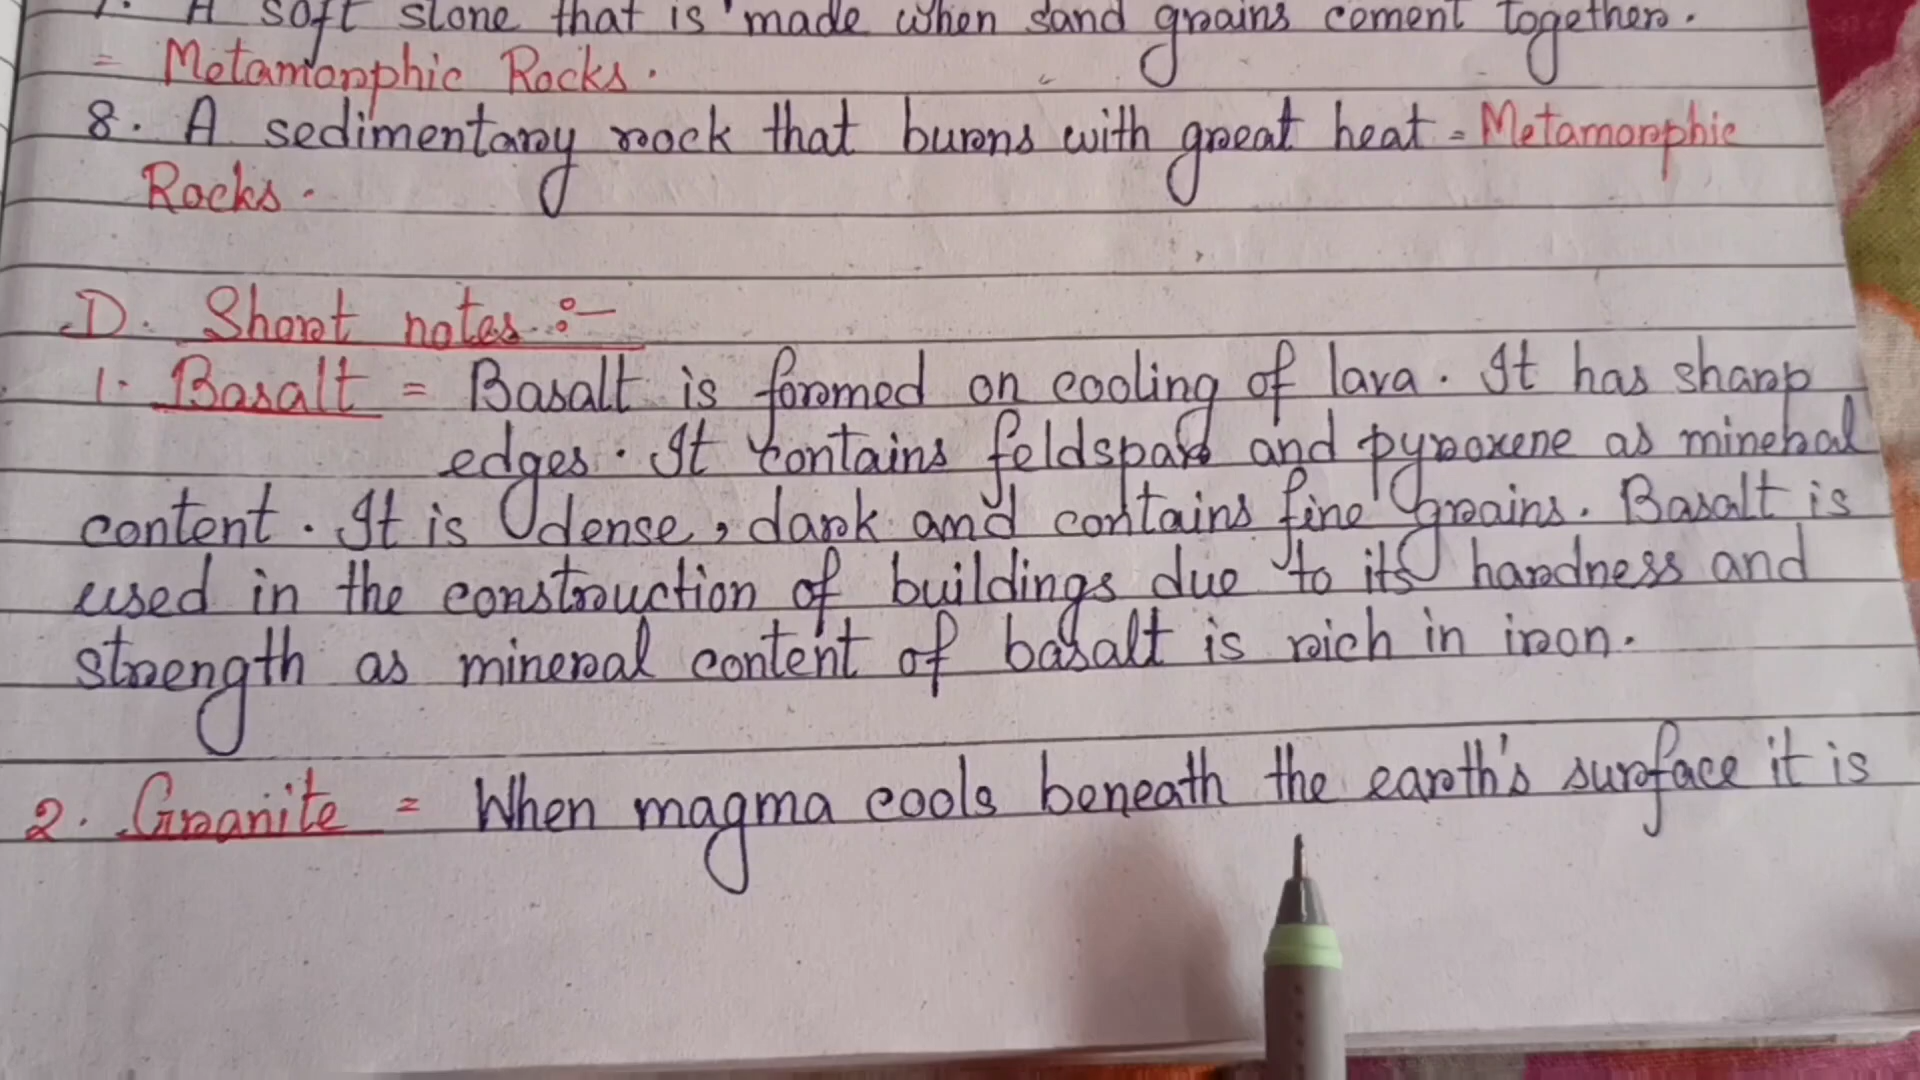 7. A soft stone that is made when sand grains cement together.
= Metamorphic Rocks.
8. A sedimentary rock that burns with great heat = Metamorphic
Rocks.
D. Short notes :-
1. Basalt = Basalt is formed on cooling of lava. It has sharp
edges. It contains feldspar and pyroxene as mineral
content. It is dense, dark and contains fine grains. Basalt is
used in the construction of buildings due to its hardness and
strength as mineral content of basalt is rich in iron.
2. Granite = When magma cools beneath the earth's surface it is